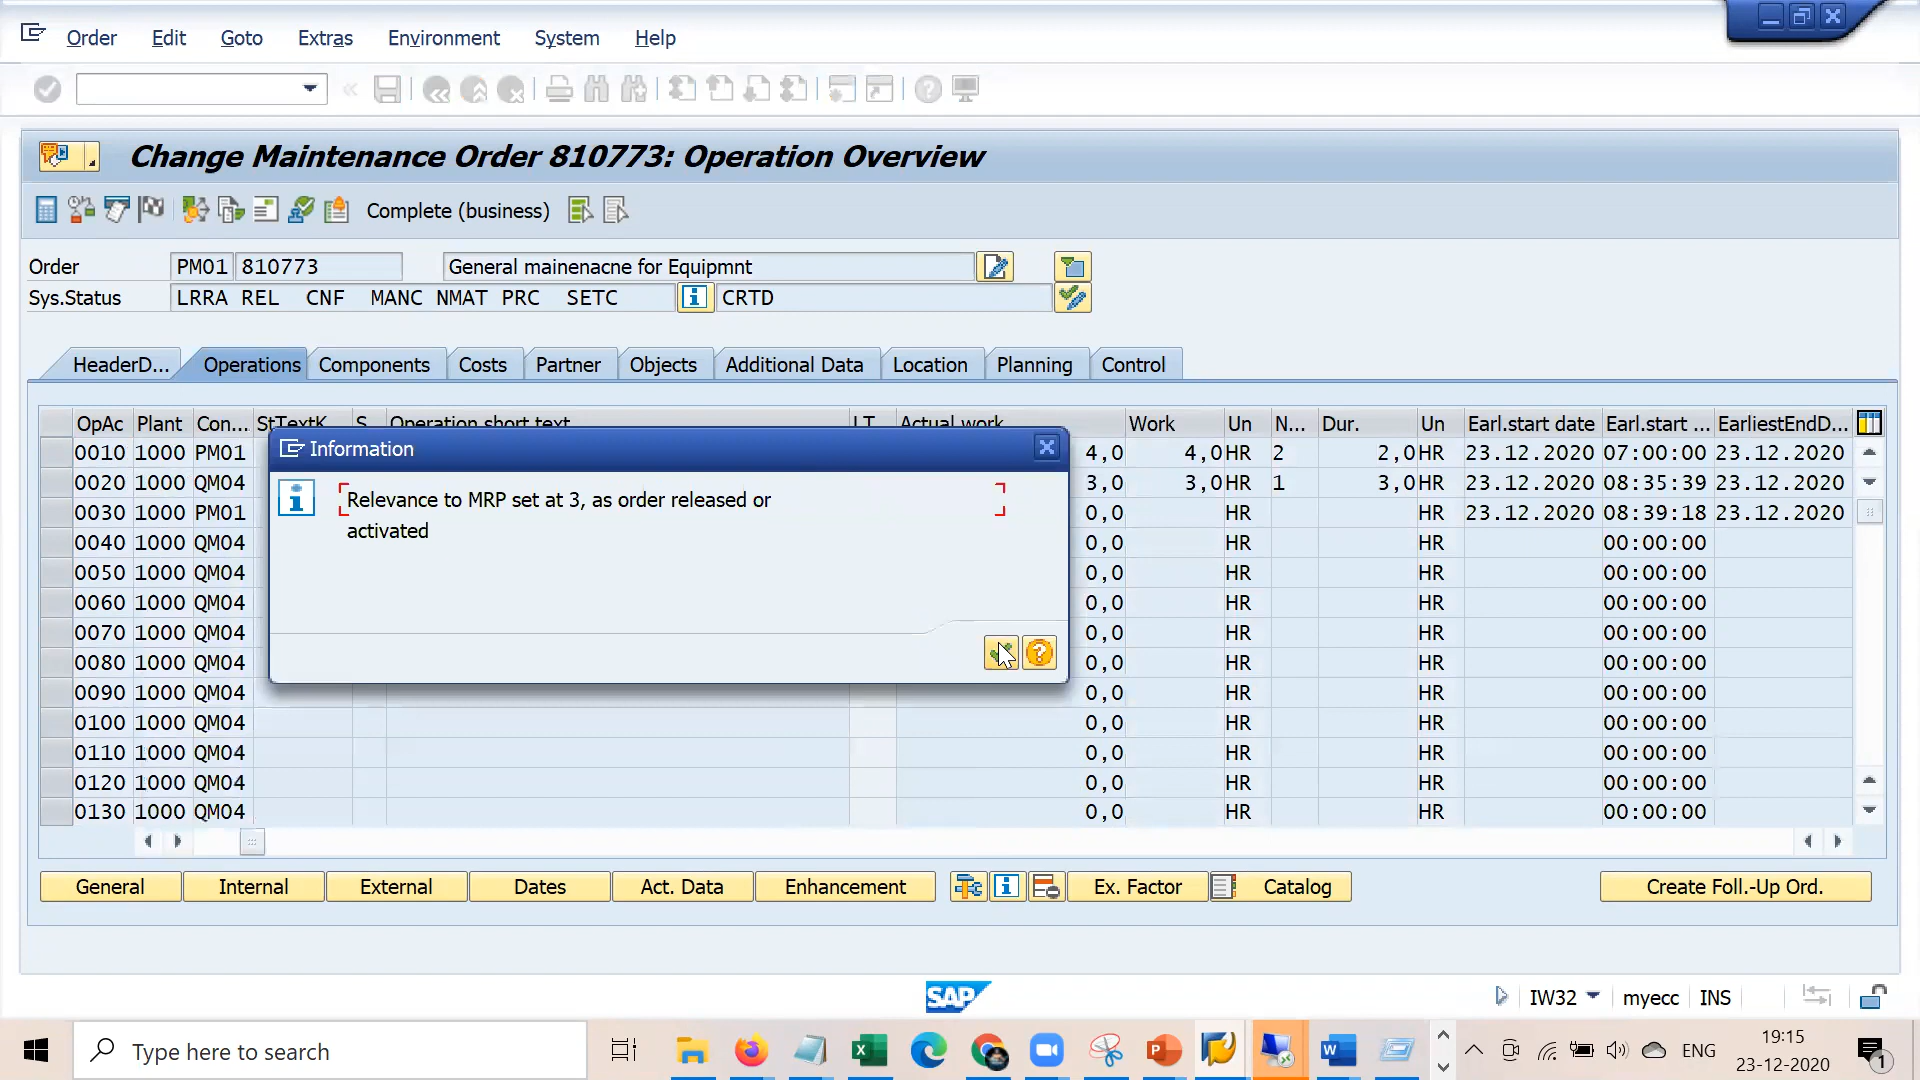 Order Edit Goto Extras Environment System Help
Change Maintenance Order 810773: Operation Overview
Complete (business)
Order PM01 810773 General mainenacne for Equipmnt
Sys.Status LRRA REL CNF MANC NMAT PRC SETC CRTD
HeaderD... Operations Components Costs Partner Objects Additional Data Location Planning Control
OpAc Plant Con... StTextK S Operation short text LT Actual work Work Un N... Dur. Un Earl.start date Earl.start ... EarliestEndD...
0010 1000 PM01 4,0 4,0 HR 2 2,0 HR 23.12.2020 07:00:00 23.12.2020
0020 1000 QM04 3,0 3,0 HR 1 3,0 HR 23.12.2020 08:35:39 23.12.2020
0030 1000 PM01 0,0 HR HR 23.12.2020 08:39:18 23.12.2020
0040 1000 QM04 0,0 HR HR 00:00:00
0050 1000 QM04 0,0 HR HR 00:00:00
0060 1000 QM04 0,0 HR HR 00:00:00
0070 1000 QM04 0,0 HR HR 00:00:00
0080 1000 QM04 0,0 HR HR 00:00:00
0090 1000 QM04 0,0 HR HR 00:00:00
0100 1000 QM04 0,0 HR HR 00:00:00
0110 1000 QM04 0,0 HR HR 00:00:00
0120 1000 QM04 0,0 HR HR 00:00:00
0130 1000 QM04 0,0 HR HR 00:00:00
Information
Relevance to MRP set at 3, as order released or
activated
General Internal External Dates Act. Data Enhancement Ex. Factor Catalog Create Foll.-Up Ord.
SAP
IW32 myecc INS
Type here to search
ENG
19:15
23-12-2020
1